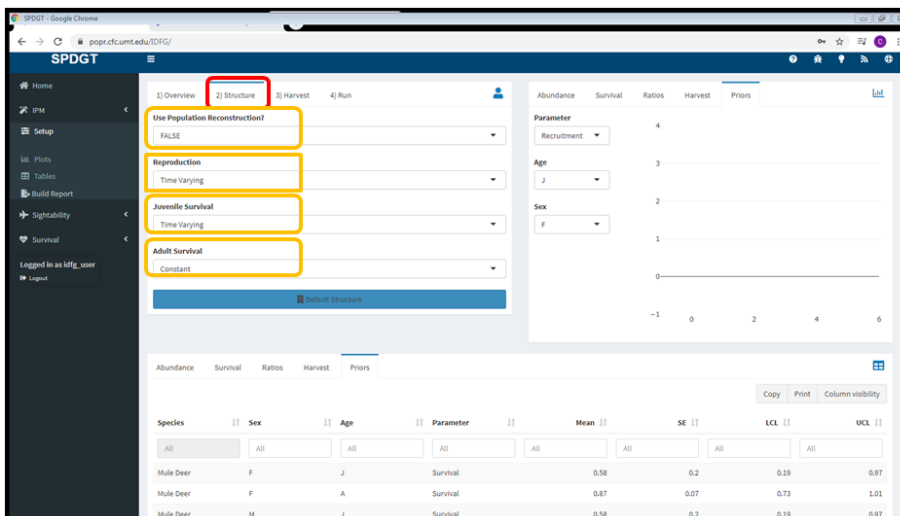 SPDGT - Google Chrome
popr.cfc.umt.edu/IDFG/
C
SPDGT
Home
IPM
Setup
Plots
Tables
Build Report
Sightability
Survival
Logged in as idfg_user
Logout
1) Overview 2) Structure 3) Harvest 4) Run
Use Population Reconstruction?
FALSE
Reproduction
Time Varying
Juvenile Survival
Time Varying
Adult Survival
Constant
Default Structure
Abundance Survival Ratios Harvest Priors
Parameter
Recruitment
Age
J
Sex
F
4
3
2
1
0
−1
0 2 4 6
Abundance Survival Ratios Harvest Priors
Copy Print Column visibility
Species Sex Age Parameter Mean SE LCL UCL
All All All All All All All All
Mule Deer F J Survival 0.58 0.2 0.19 0.97
Mule Deer F A Survival 0.87 0.07 0.73 1.01
Mule Deer M J Survival 0.58 0.2 0.19 0.97